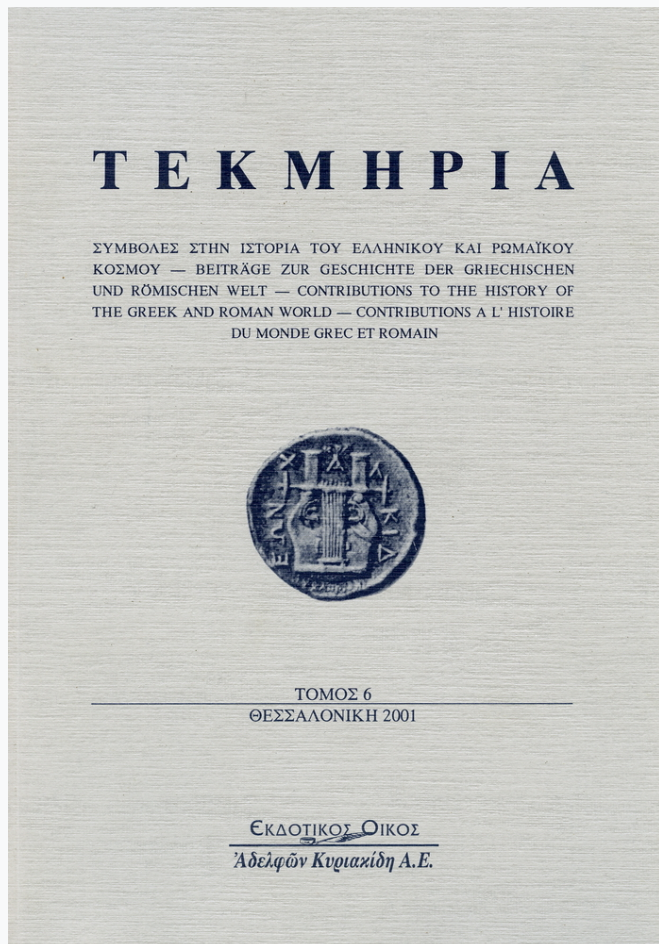 ΤΕΚΜΗΡΙΑ
ΣΥΜΒΟΛΕΣ ΣΤΗΝ ΙΣΤΟΡΙΑ ΤΟΥ ΕΛΛΗΝΙΚΟΥ ΚΑΙ ΡΩΜΑΪΚΟΥ
ΚΟΣΜΟΥ — BEITRÄGE ZUR GESCHICHTE DER GRIECHISCHEN
UND RÖMISCHEN WELT — CONTRIBUTIONS TO THE HISTORY OF
THE GREEK AND ROMAN WORLD — CONTRIBUTIONS A L' HISTOIRE
DU MONDE GREC ET ROMAIN
ΧΑΛΚΙΔΕΩΝ
ΤΟΜΟΣ 6
ΘΕΣΣΑΛΟΝΙΚΗ 2001
ΕΚΔΟΤΙΚΟΣ ΟΙΚΟΣ
Ἀδελφῶν Κυριακίδη Α.Ε.